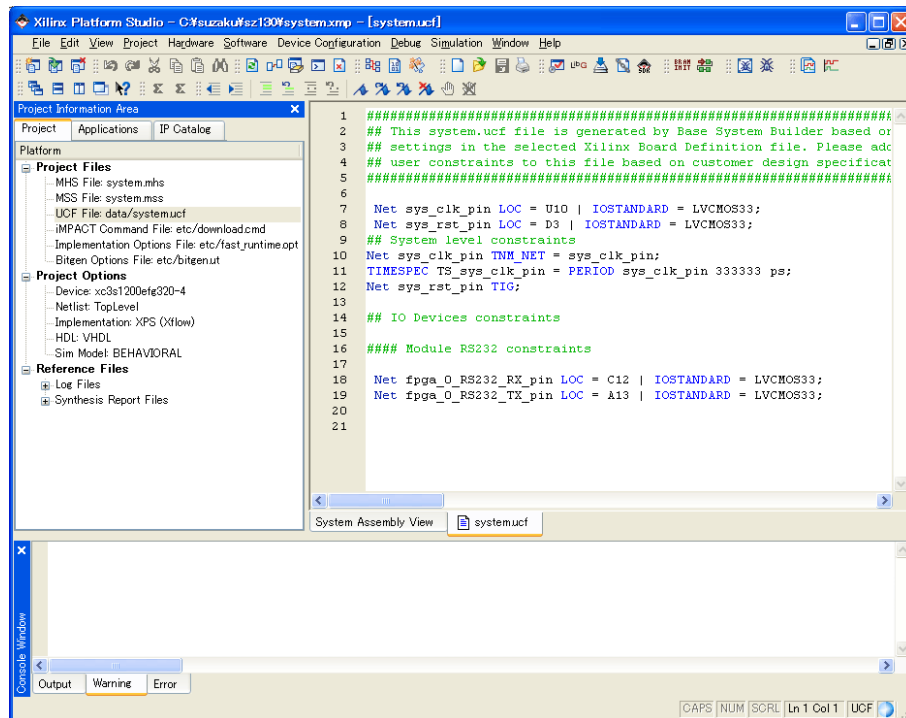 Xilinx Platform Studio - C:¥suzaku¥sz130¥system.xmp - [system.ucf]
File Edit View Project Hardware Software Device Configuration Debug Simulation Window Help
Project Information Area
Project Applications IP Catalog
Platform
Project Files
MHS File: system.mhs
MSS File: system.mss
UCF File: data/system.ucf
iMPACT Command File: etc/download.cmd
Implementation Options File: etc/fast_runtime.opt
Bitgen Options File: etc/bitgen.ut
Project Options
Device: xc3s1200efg320-4
Netlist: TopLevel
Implementation: XPS (Xflow)
HDL: VHDL
Sim Model: BEHAVIORAL
Reference Files
Log Files
Synthesis Report Files
1 ####################################################################
2 ## This system.ucf file is generated by Base System Builder based on
3 ## settings in the selected Xilinx Board Definition file. Please add
4 ## user constraints to this file based on customer design specificat
5 ####################################################################
6
7 Net sys_clk_pin LOC = U10 | IOSTANDARD = LVCMOS33;
8 Net sys_rst_pin LOC = D3 | IOSTANDARD = LVCMOS33;
9 ## System level constraints
10 Net sys_clk_pin TNM_NET = sys_clk_pin;
11 TIMESPEC TS_sys_clk_pin = PERIOD sys_clk_pin 333333 ps;
12 Net sys_rst_pin TIG;
13
14 ## IO Devices constraints
15
16 #### Module RS232 constraints
17
18 Net fpga_0_RS232_RX_pin LOC = C12 | IOSTANDARD = LVCMOS33;
19 Net fpga_0_RS232_TX_pin LOC = A13 | IOSTANDARD = LVCMOS33;
20
21
System Assembly View system.ucf
Console Window
Output Warning Error
CAPS NUM SCRL Ln 1 Col 1 UCF